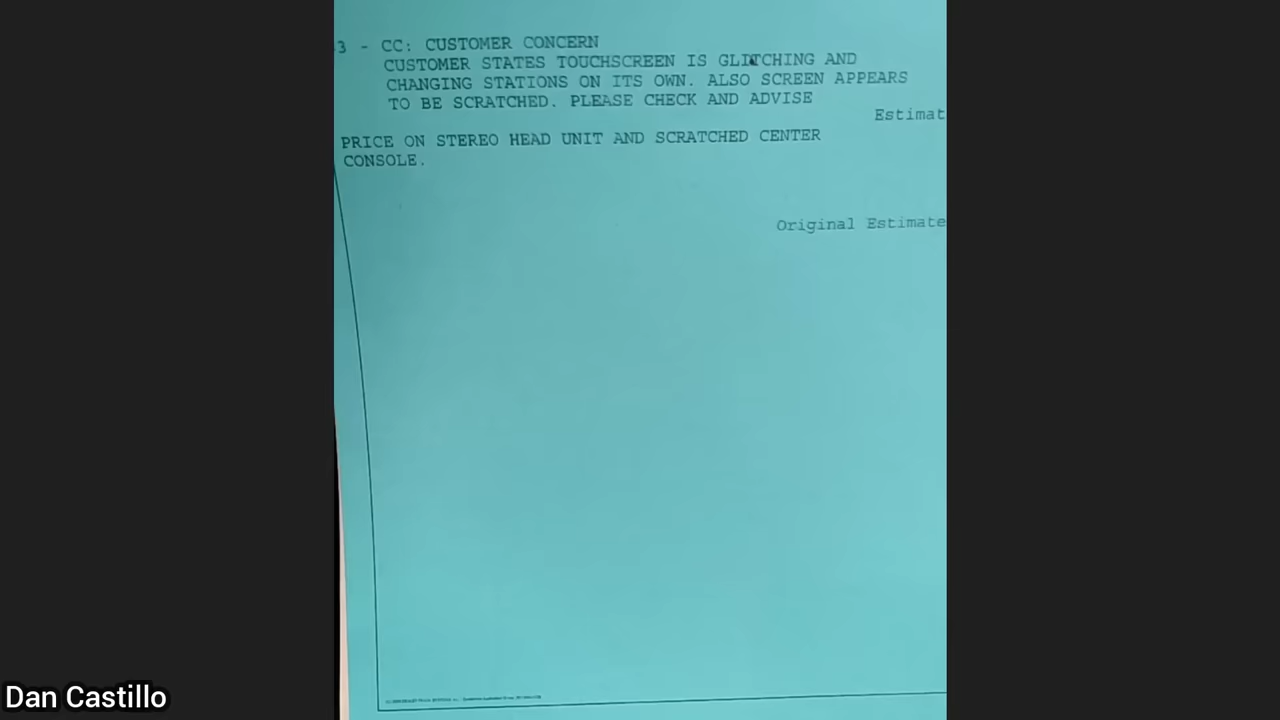 3 - CC: CUSTOMER CONCERN
CUSTOMER STATES TOUCHSCREEN IS GLITCHING AND
CHANGING STATIONS ON ITS OWN. ALSO SCREEN APPEARS
TO BE SCRATCHED. PLEASE CHECK AND ADVISE
Estimat
PRICE ON STEREO HEAD UNIT AND SCRATCHED CENTER
CONSOLE.
Original Estimate
Dan Castillo